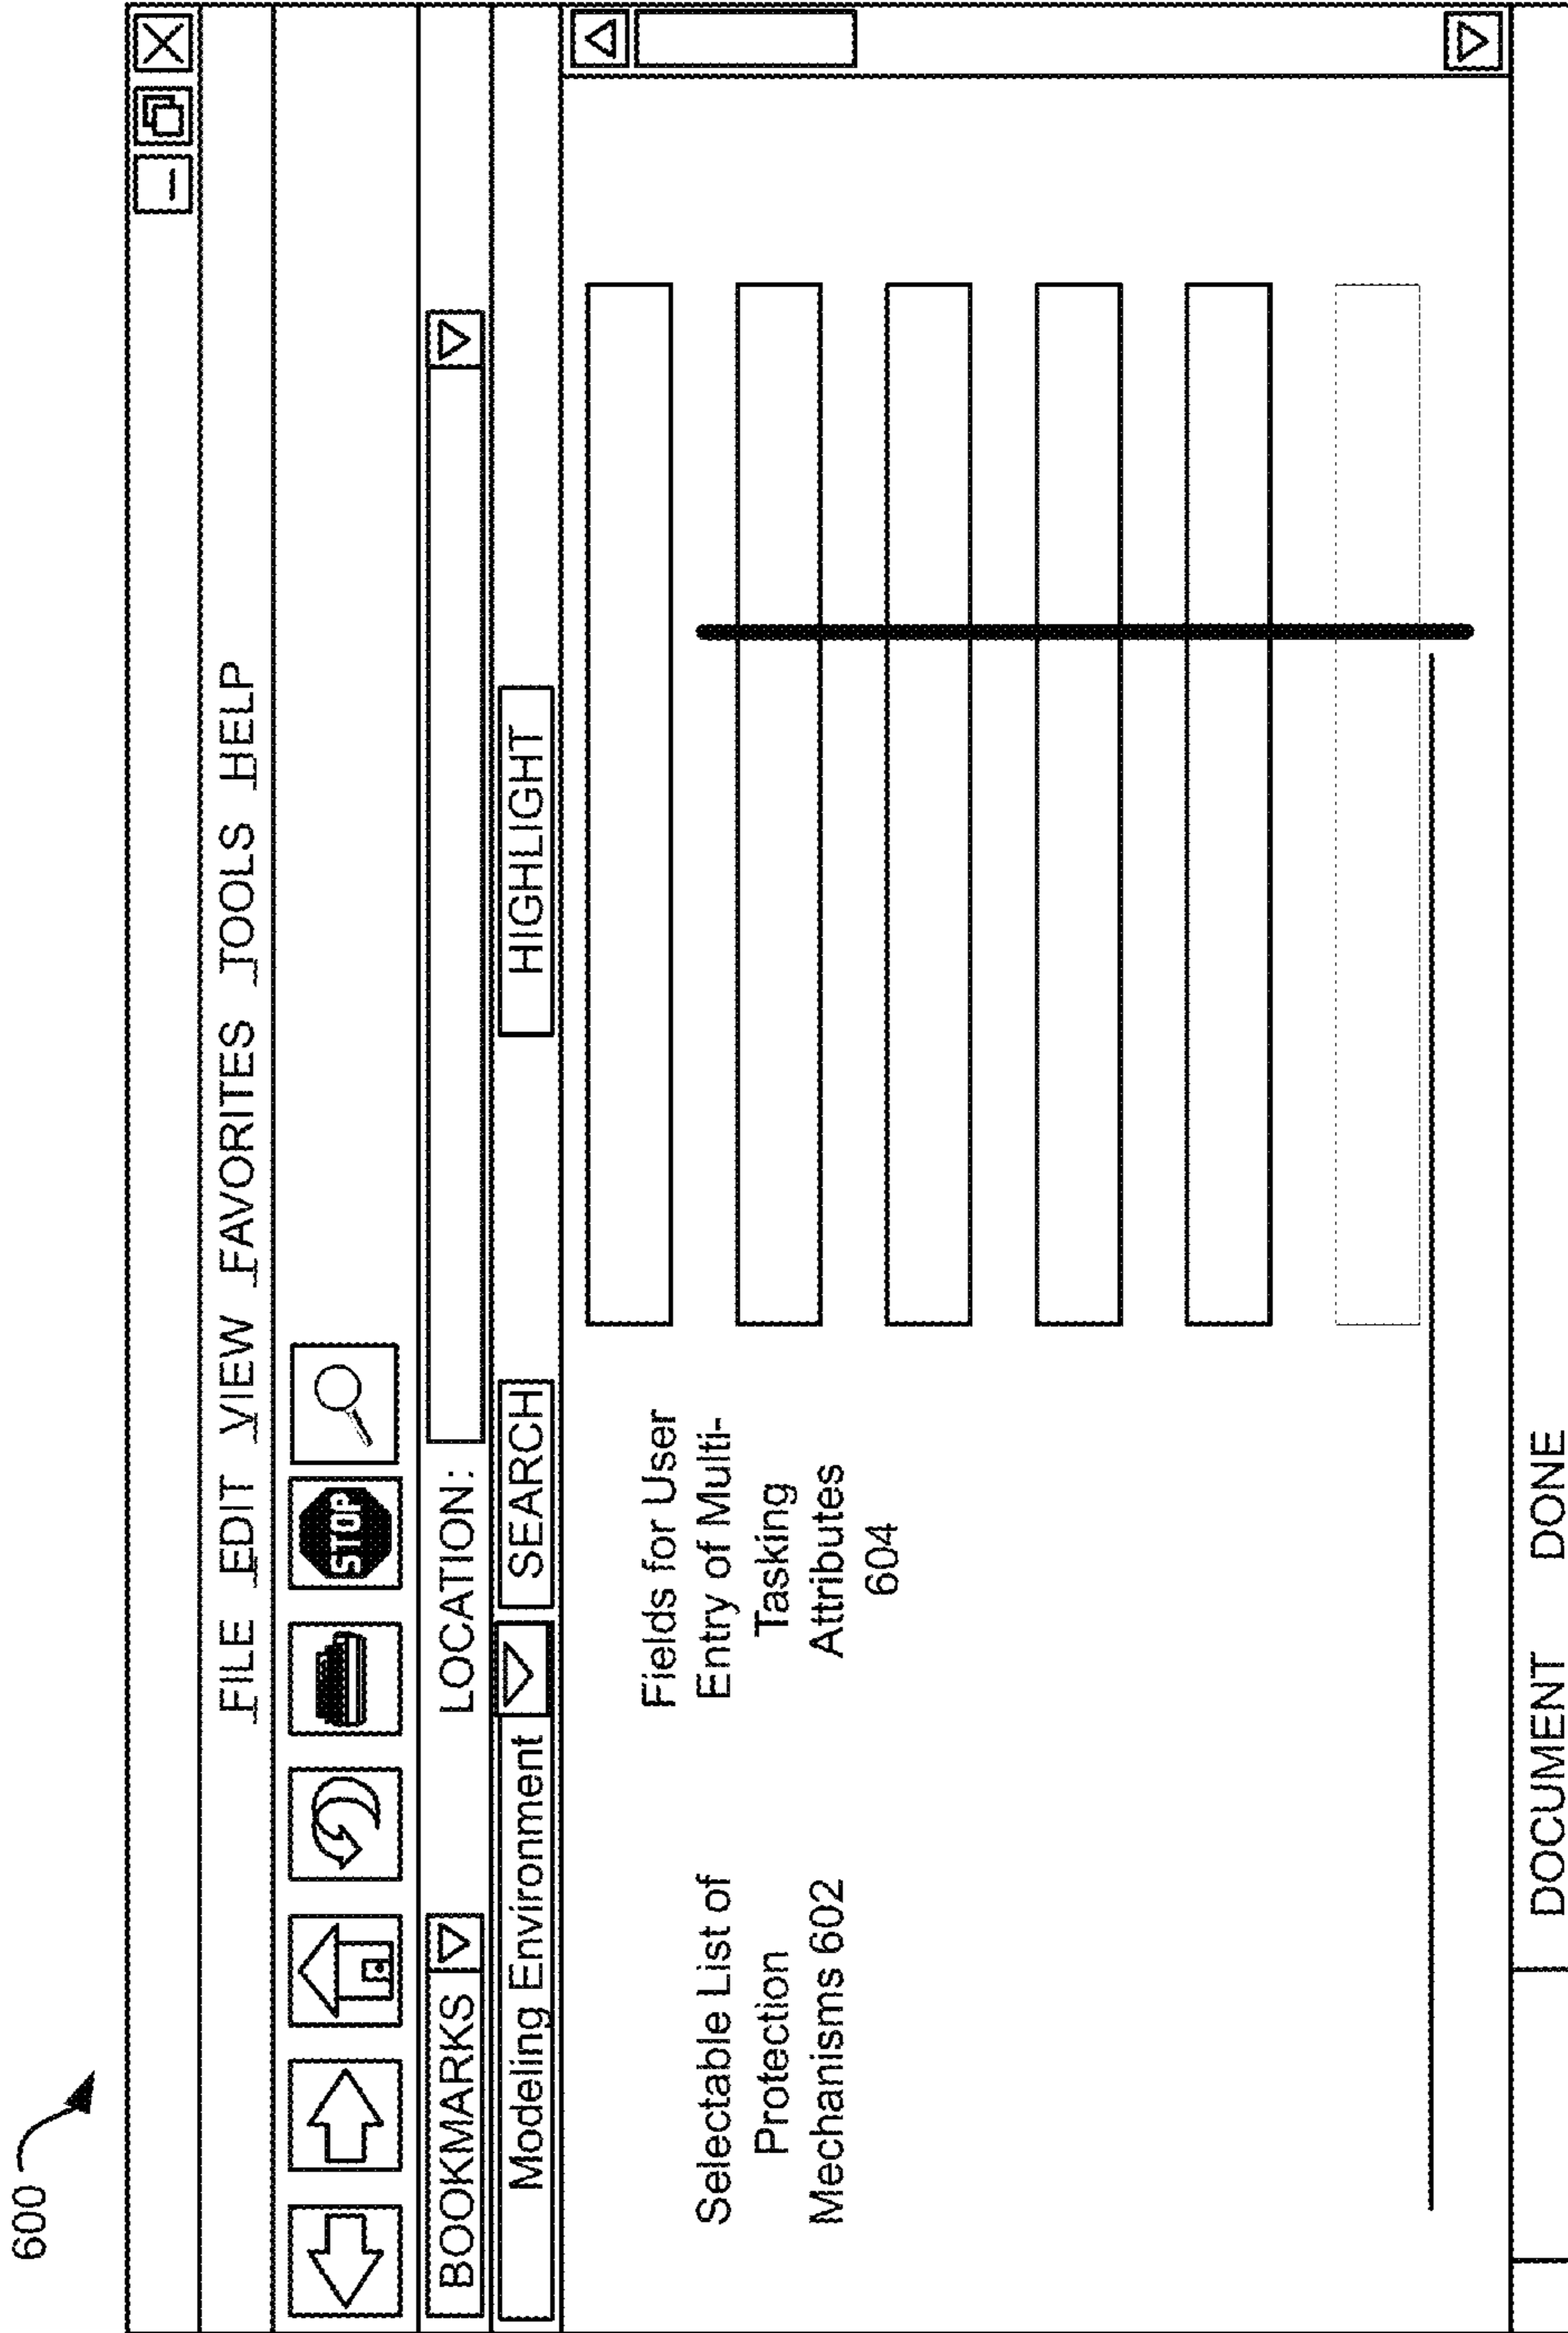 600
FILE EDIT VIEW FAVORITES TOOLS HELP
STOP
BOOKMARKS LOCATION:
Modeling Environment SEARCH HIGHLIGHT
Selectable List of
Protection
Mechanisms 602
Fields for User
Entry of Multi-
Tasking
Attributes
604
DOCUMENT DONE